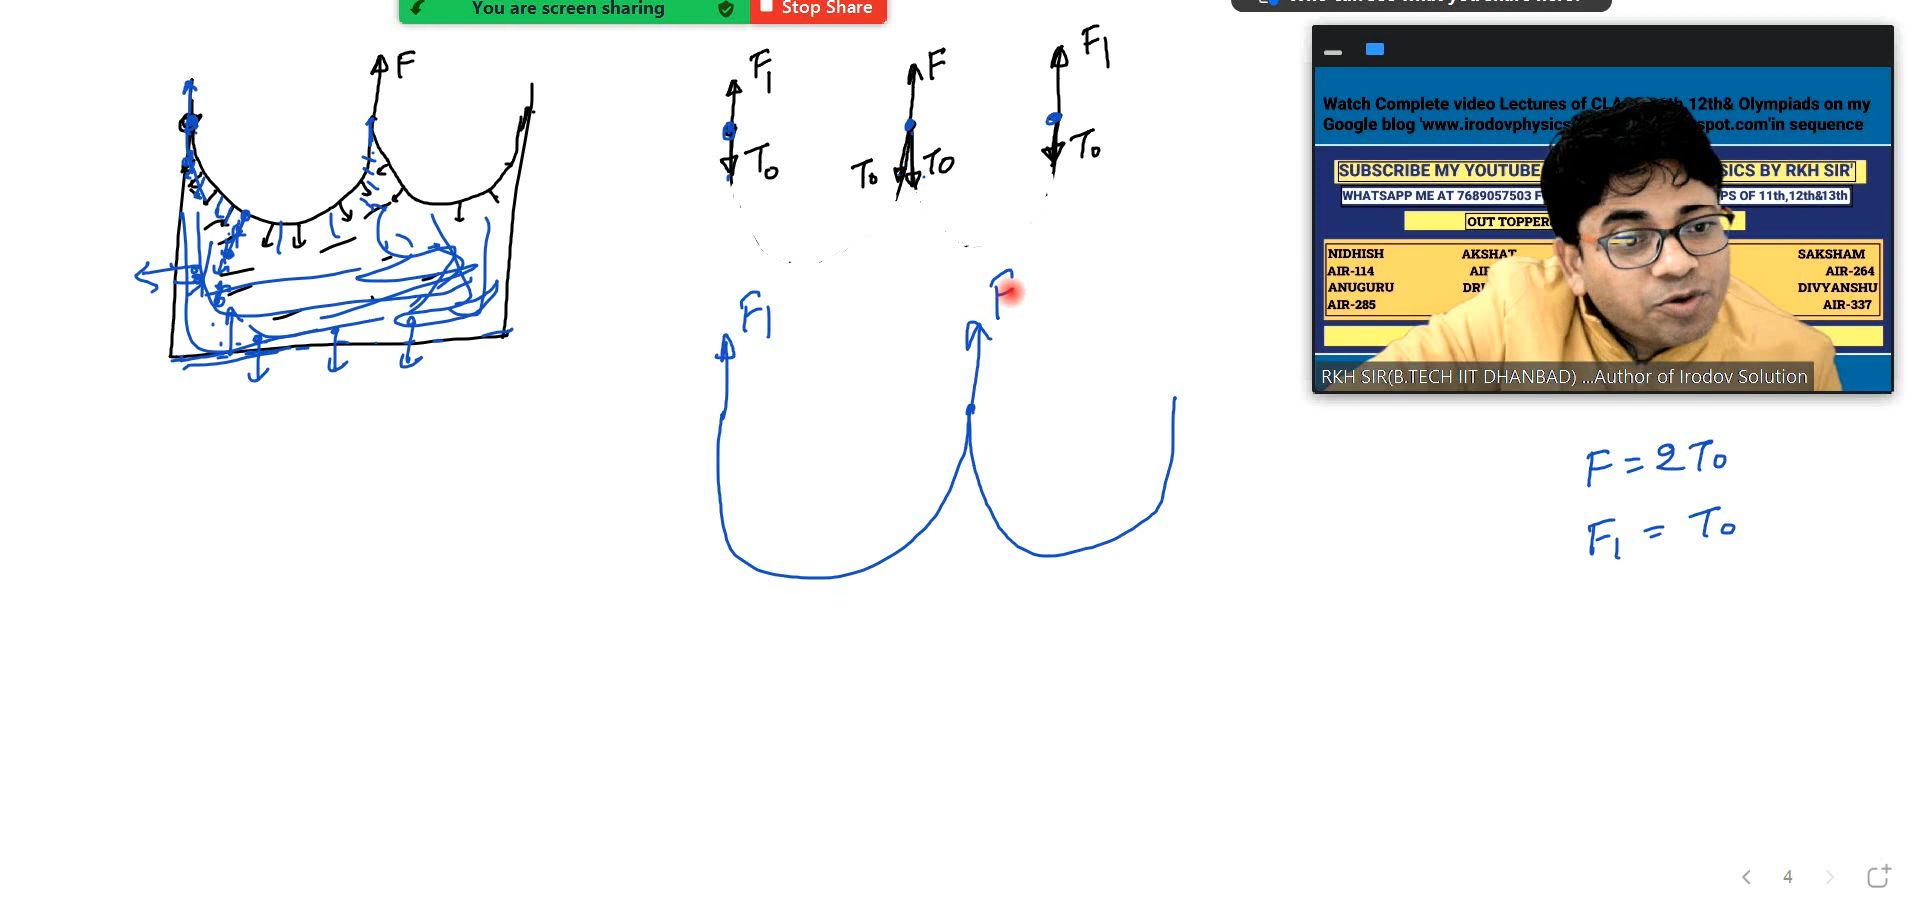 You are screen sharing
Stop Share
F
F1
T0
F
T0
T0
F1
T0
F1
F
Watch Complete video Lectures of 12th& Olympiads on my
Google blog 'www.irodovphysics spot.com'in sequence
SUBSCRIBE MY YOUTUBE SICS BY RKH SIR'
WHATSAPP ME AT 7689057503 PS OF 11th,12th&13th
OUT TOPPER
NIDHISH AKSHAT SAKSHAM
AIR-114 AIR-264
ANUGURU DIVYANSHU
AIR-285 AIR-337
RKH SIR(B.TECH IIT DHANBAD) ...Author of Irodov Solution
F = 2T0
F1 = T0
4